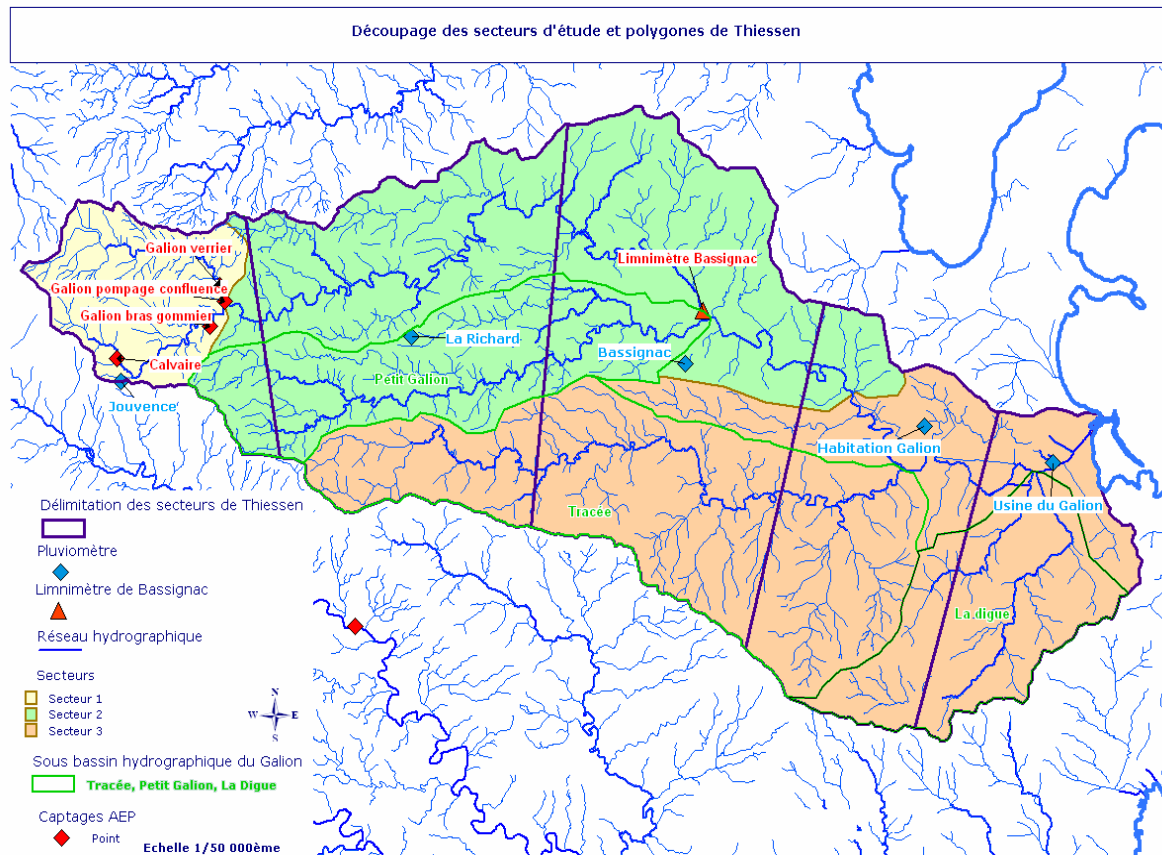 Découpage des secteurs d'étude et polygones de Thiessen
Galion verrier
Limnimètre Bassignac
Galion pompage confluence
Galion bras gommier
La Richard
Bassignac
Calvaire
Petit Galion
Jouvence
Habitation Galion
Usine du Galion
Tracée
La digue
Délimitation des secteurs de Thiessen
Pluviomètre
Limnimètre de Bassignac
Réseau hydrographique
Secteurs
Secteur 1
Secteur 2
Secteur 3
N
W E
S
Sous bassin hydrographique du Galion
Tracée, Petit Galion, La Digue
Captages AEP
Point
Echelle 1/50 000ème